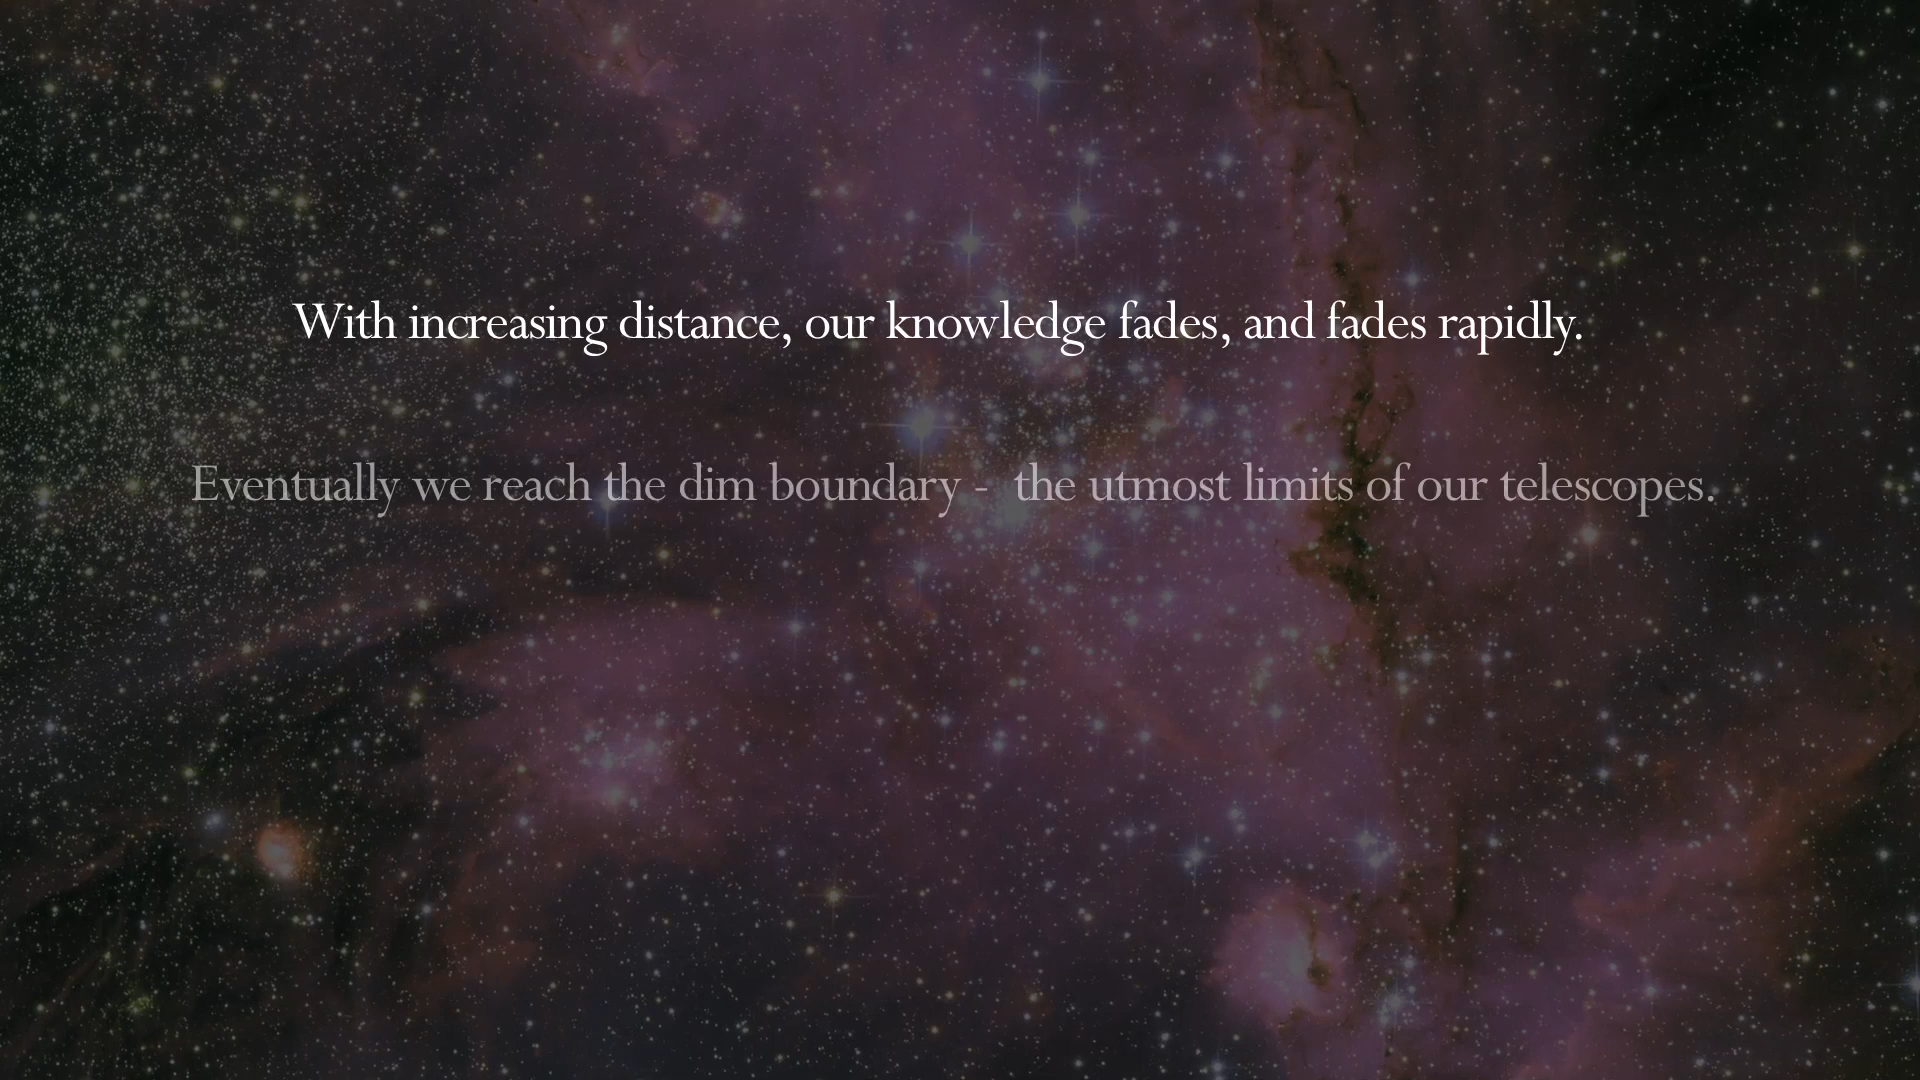 With increasing distance, our knowledge fades, and fades rapidly.
Eventually we reach the dim boundary -  the utmost limits of our telescopes.